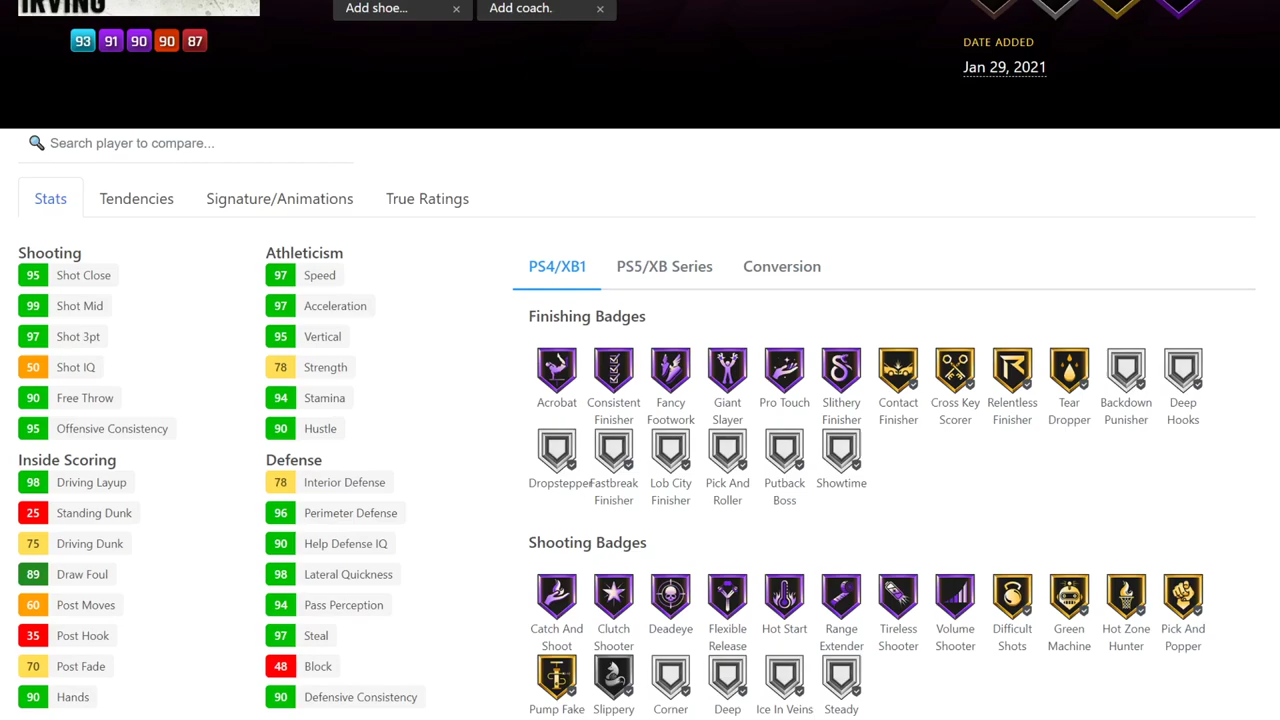 IRVING
Add shoe... ×
Add coach. ×
93 91 90 90 87
DATE ADDED
Jan 29, 2021
Search player to compare...
Stats
Tendencies
Signature/Animations
True Ratings
Shooting
95 Shot Close
99 Shot Mid
97 Shot 3pt
50 Shot IQ
90 Free Throw
95 Offensive Consistency
Inside Scoring
98 Driving Layup
25 Standing Dunk
75 Driving Dunk
89 Draw Foul
60 Post Moves
35 Post Hook
70 Post Fade
90 Hands
Athleticism
97 Speed
97 Acceleration
95 Vertical
78 Strength
94 Stamina
90 Hustle
Defense
78 Interior Defense
96 Perimeter Defense
90 Help Defense IQ
98 Lateral Quickness
94 Pass Perception
97 Steal
48 Block
90 Defensive Consistency
PS4/XB1
PS5/XB Series
Conversion
Finishing Badges
Acrobat
Consistent
Finisher
Fancy
Footwork
Giant
Slayer
Pro Touch
Slithery
Finisher
Contact
Finisher
Cross Key
Scorer
Relentless
Finisher
Tear
Dropper
Backdown
Punisher
Deep
Hooks
Dropstepper
Fastbreak
Finisher
Lob City
Finisher
Pick And
Roller
Putback
Boss
Showtime
Shooting Badges
Catch And
Shoot
Clutch
Shooter
Deadeye
Flexible
Release
Hot Start
Range
Extender
Tireless
Shooter
Volume
Shooter
Difficult
Shots
Green
Machine
Hot Zone
Hunter
Pick And
Popper
Pump Fake
Slippery
Corner
Deep
Ice In Veins
Steady